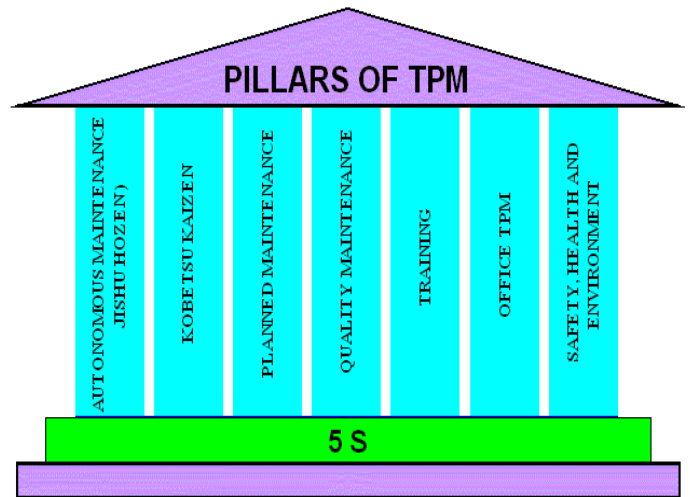 PILLARS OF TPM
AUTONOMOUS MAINTENANCE
JISHU HOZEN)
KOBETSU KAIZEN
PLANNED MAINTENANCE
QUALITY MAINTENANCE
TRAINING
OFFICE TPM
SAFETY, HEALTH AND
ENVIRONMENT
5 S